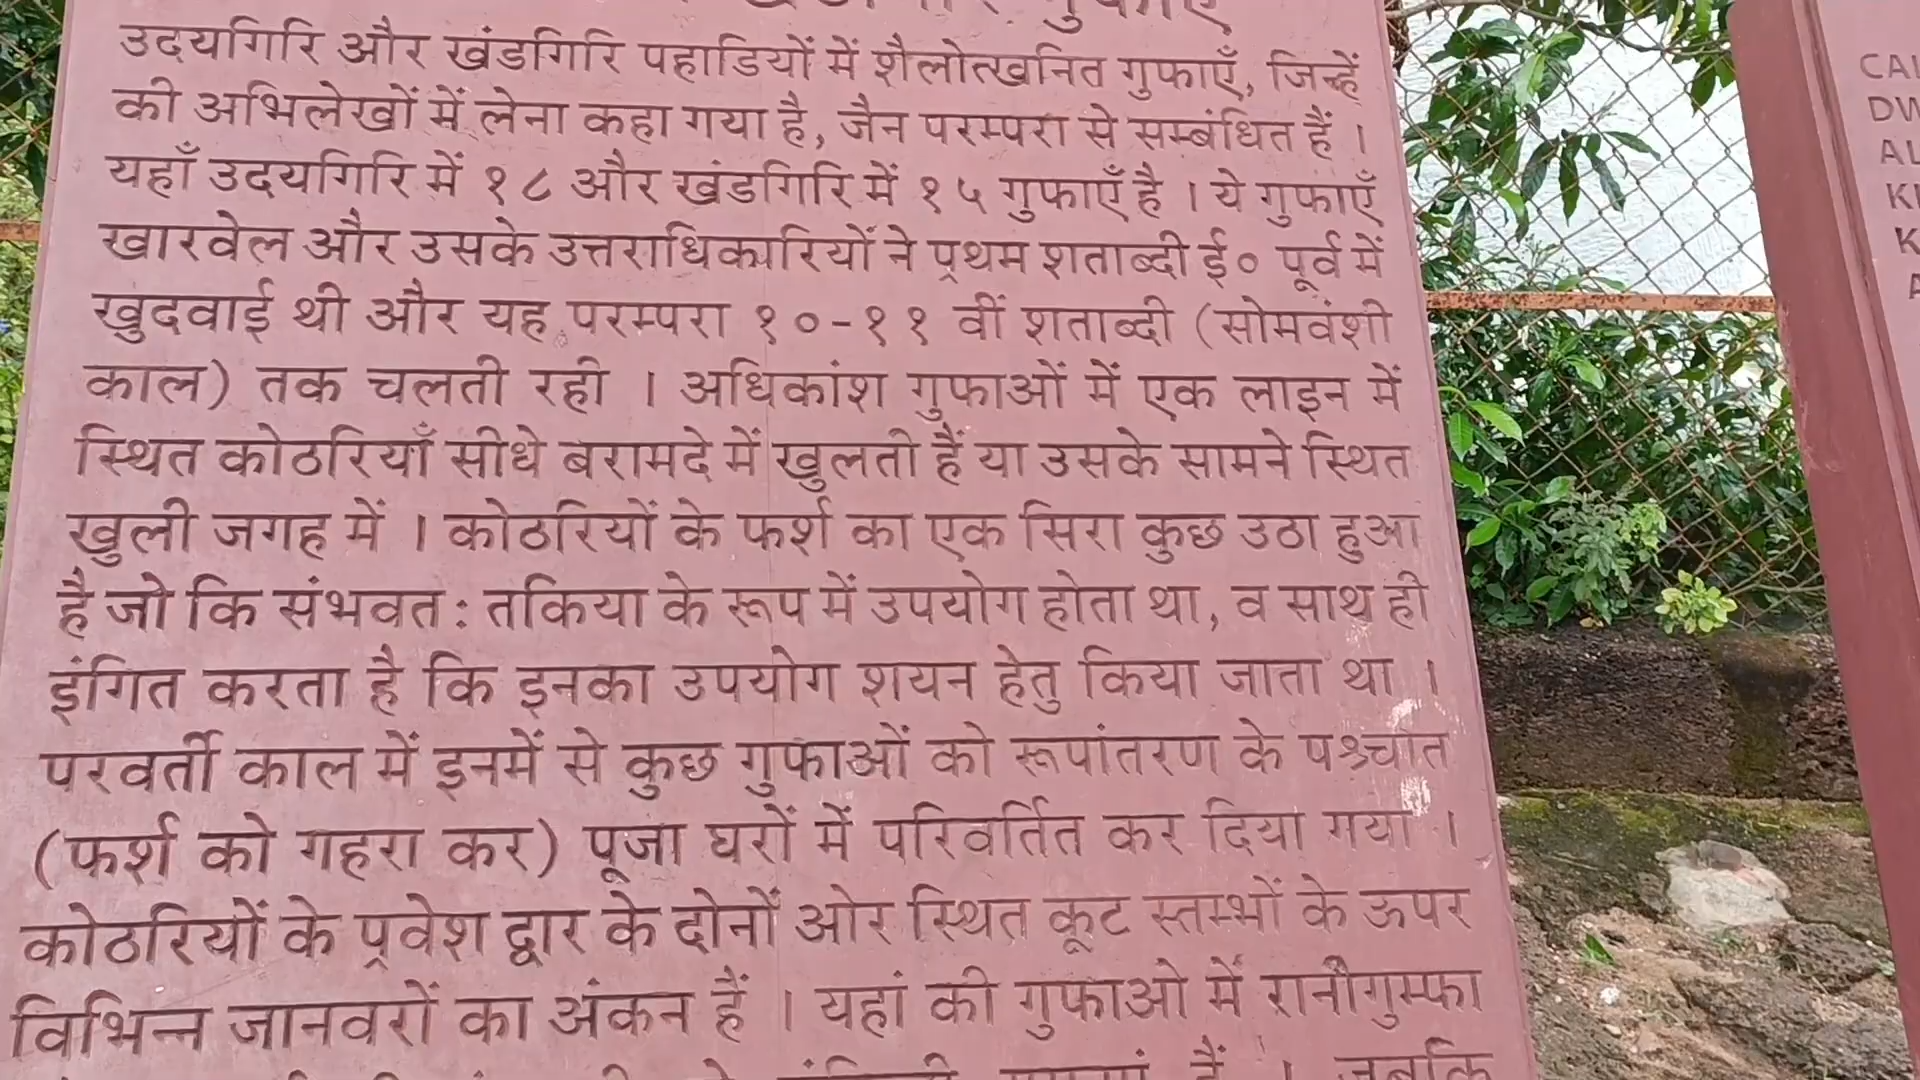 गुफाएँ
उदयगिरि और खंडगिरि पहाडियों में शैलोत्खनित गुफाएँ, जिन्हें
की अभिलेखों में लेना कहा गया है, जैन परम्परा से सम्बंधित हैं ।
यहाँ उदयगिरि में १८ और खंडगिरि में १५ गुफाएँ है । ये गुफाएँ
खारवेल और उसके उत्तराधिकारियों ने प्रथम शताब्दी ई० पूर्व में
खुदवाई थी और यह परम्परा १०-११ वीं शताब्दी (सोमवंशी
काल) तक चलती रही । अधिकांश गुफाओं में एक लाइन में
स्थित कोठरियाँ सीधे बरामदे में खुलती हैं या उसके सामने स्थित
खुली जगह में । कोठरियों के फर्श का एक सिरा कुछ उठा हुआ
है जो कि संभवत: तकिया के रूप में उपयोग होता था, व साथ ही
इंगित करता है कि इनका उपयोग शयन हेतु किया जाता था ।
परवर्ती काल में इनमें से कुछ गुफाओं को रूपांतरण के पश्चात
(फर्श को गहरा कर) पूजा घरों में परिवर्तित कर दिया गया ।
कोठरियों के प्रवेश द्वार के दोनों ओर स्थित कूट स्तम्भों के ऊपर
विभिन्न जानवरों का अंकन हैं । यहां की गुफाओ में रानीगुम्फा
हैं । जबकि
CAI
DW
AL
K